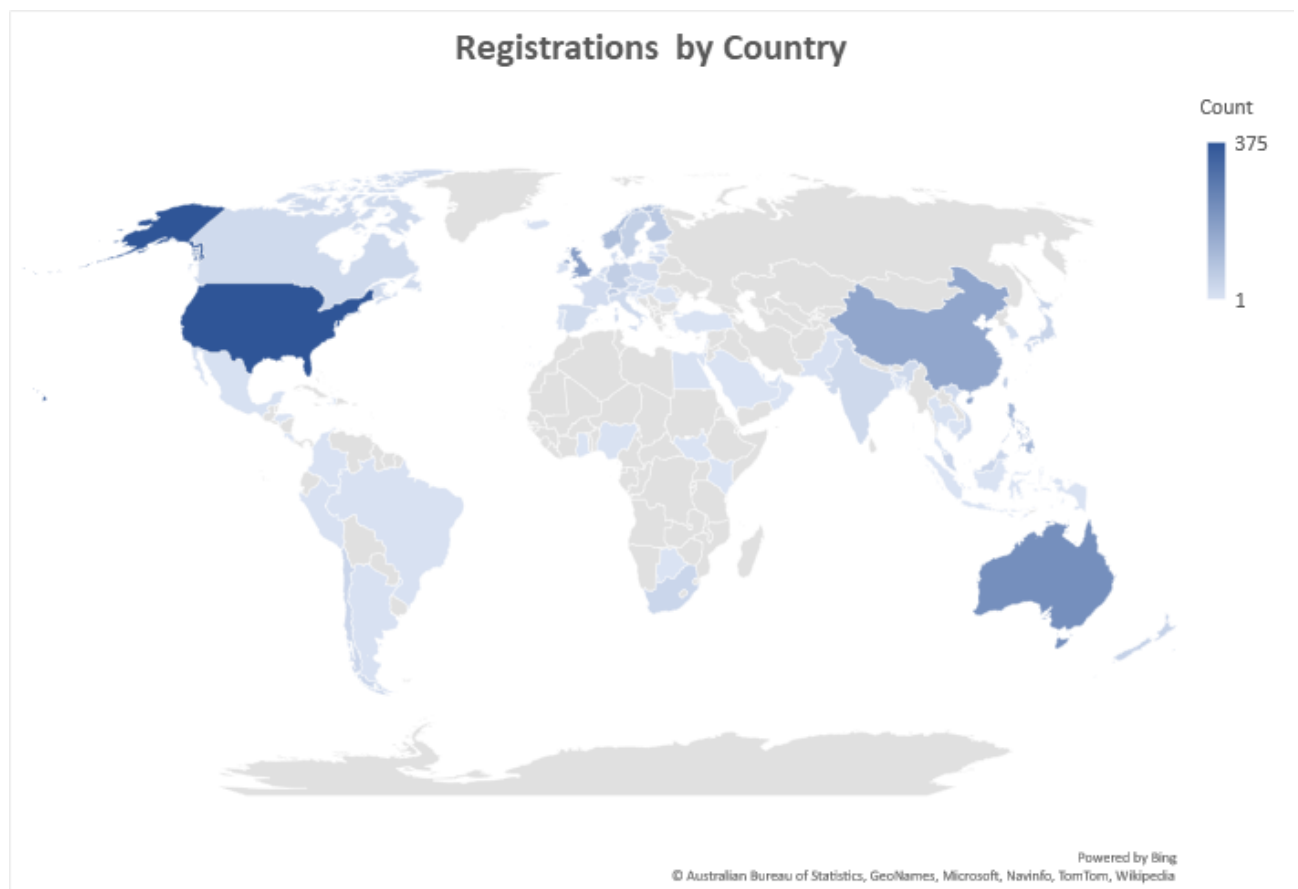 Registrations by Country
Count
375
1
Powered by Bing
© Australian Bureau of Statistics, GeoNames, Microsoft, Navinfo, TomTom, Wikipedia